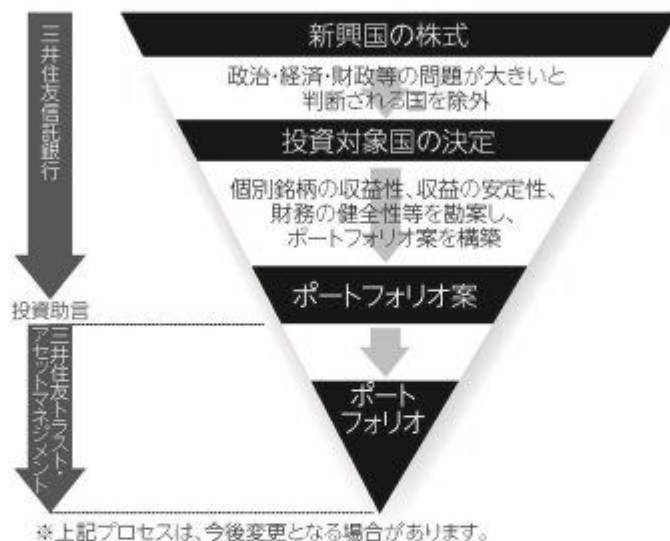 三井住友信託銀行
新興国の株式
政治・経済・財政等の問題が大きいと
判断される国を除外
投資対象国の決定
個別銘柄の収益性、収益の安定性、
財務の健全性等を勘案し、
ポートフォリオ案を構築
ポートフォリオ案
投資助言
三井住友トラスト・
アセットマネジメント
ポート
フォリオ
※上記プロセスは、今後変更となる場合があります。